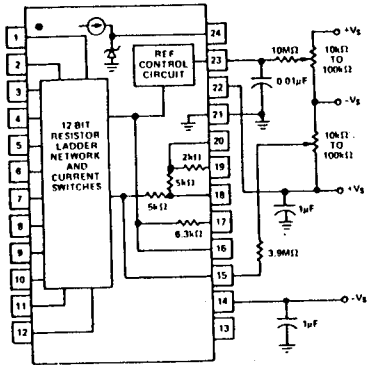 1
2
3
4
5
6
7
8
9
10
11
12
12-BIT
RESISTOR
LADDER
NETWORK
AND
CURRENT
SWITCHES
REF
CONTROL
CIRCUIT
2kΩ
5kΩ
5kΩ
6.3kΩ
24
23
22
21
20
19
18
17
16
15
14
13
10MΩ
0.01µF
+Vs
10kΩ
TO
100kΩ
-Vs
10kΩ
TO
100kΩ
+Vs
1µF
3.9MΩ
-Vs
1µF